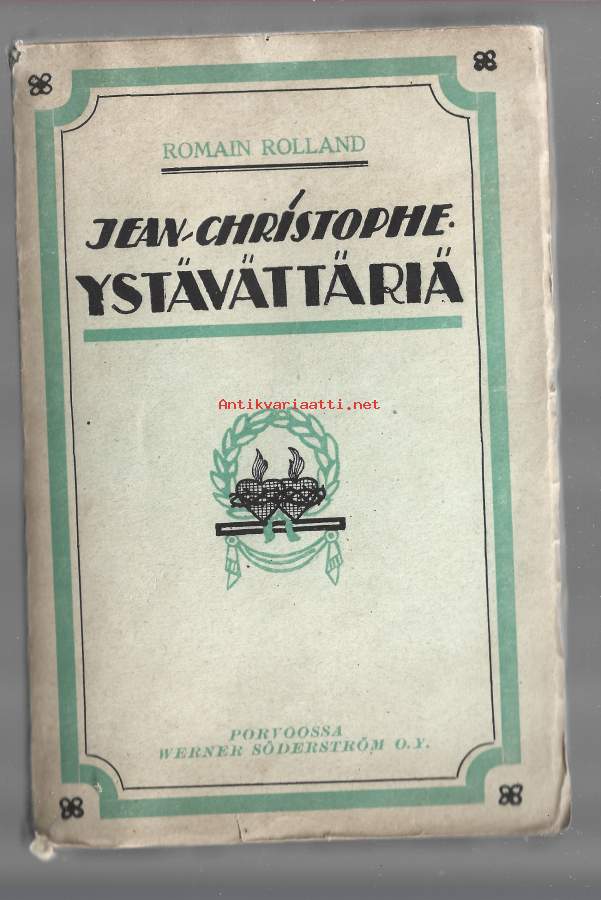 ROMAIN ROLLAND
JEAN-CHRISTOPHE.
YSTÄVÄTTÄRIÄ
Antikvariaatti.net
PORVOOSSA
WERNER SÖDERSTRÖM O.Y.